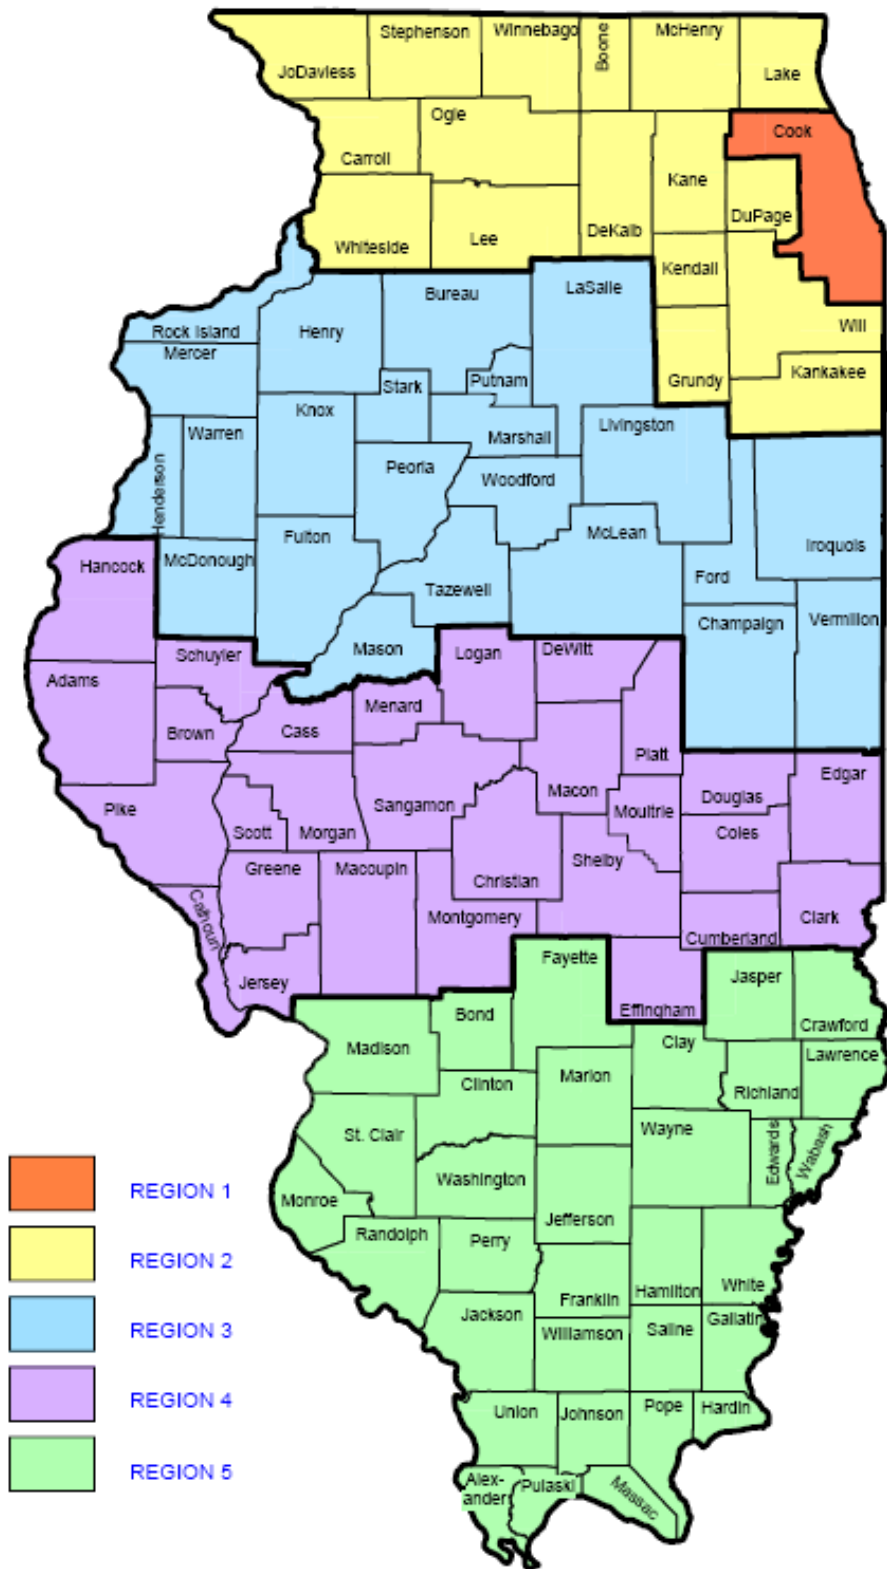 Stephenson
Winnebago
Boone
McHenry
JoDaviess
Lake
Ogle
Cook
Carroll
Kane
DuPage
Whiteside
Lee
DeKalb
Kendall
Bureau
LaSalle
Rock Island
Henry
Will
Mercer
Kankakee
Stark
Putnam
Grundy
Knox
Livingston
Warren
Marshall
Peoria
Woodford
Henderson
Fulton
McLean
Iroquois
Hancock
McDonough
Tazewell
Ford
Champaign
Vermilion
Mason
Schuyler
Logan
DeWitt
Adams
Menard
Brown
Cass
Piatt
Edgar
Pike
Sangamon
Macon
Moultrie
Douglas
Scott
Morgan
Coles
Greene
Macoupin
Shelby
Christian
Calhoun
Montgomery
Clark
Cumberland
Jersey
Fayette
Jasper
Effingham
Bond
Crawford
Madison
Clay
Lawrence
Clinton
Marion
Richland
St. Clair
Wayne
Edwards
Wabash
Washington
Monroe
Jefferson
Randolph
Perry
Hamilton
White
Franklin
Jackson
Williamson
Saline
Gallatin
Union
Johnson
Pope
Hardin
Alex-
ander
Pulaski
Massac
REGION 1
REGION 2
REGION 3
REGION 4
REGION 5